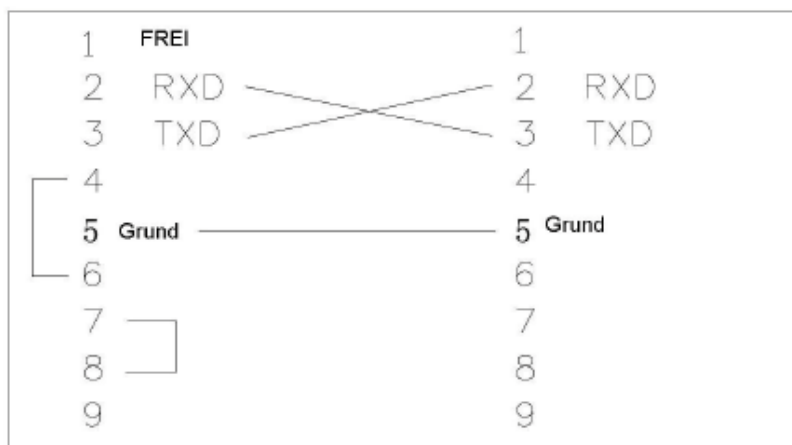 1 FREI 1
2 RXD 2 RXD
3 TXD 3 TXD
4 4
5 Grund 5 Grund
6 6
7 7
8 8
9 9